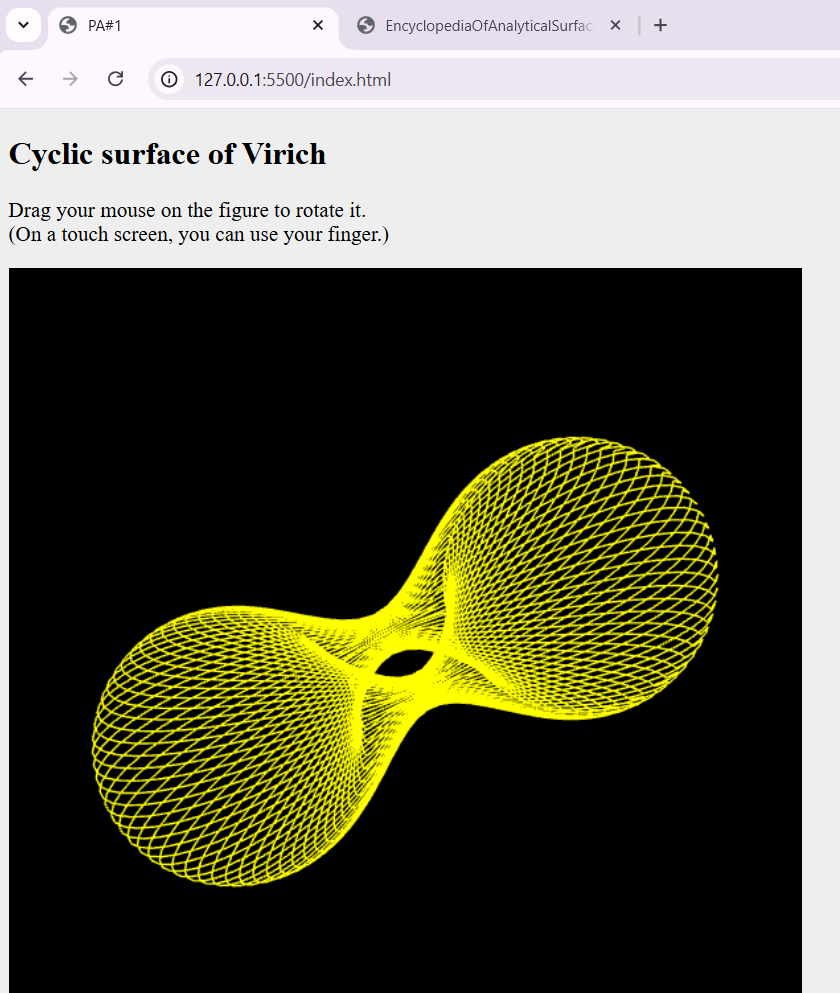 PA#1
EncyclopediaOfAnalyticalSurfac
127.0.0.1:5500/index.html
Cyclic surface of Virich
Drag your mouse on the figure to rotate it.
(On a touch screen, you can use your finger.)